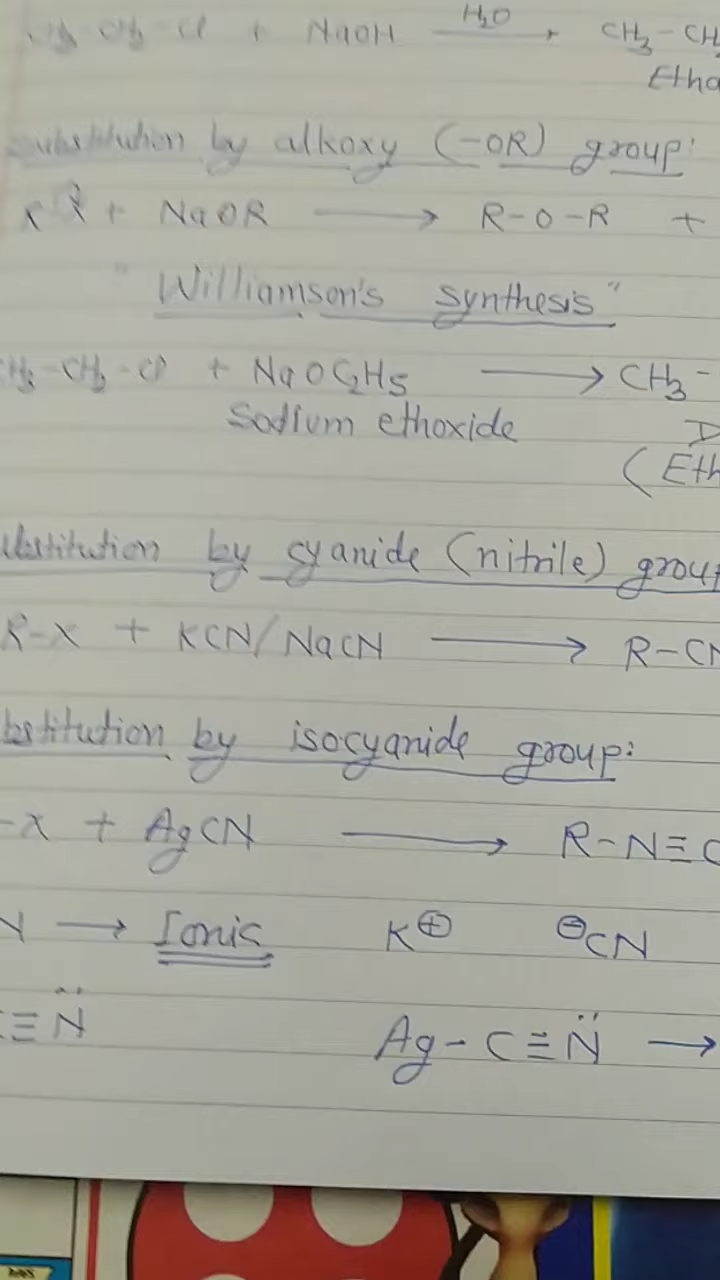 CH3 - CH2 - Cl + NaOH —H2O→ CH3 - CH
Etha
substitution by alkoxy (-OR) group:
R-X + NaOR → R-O-R +
"Williamson's synthesis"
CH3 - CH2 - Cl + NaOC2H5 → CH3 -
Sodium ethoxide D
(Eth
ubstitution by cyanide (nitrile) group
R-X + KCN/NaCN → R-CN
bstitution by isocyanide group:
-X + AgCN → R-N≡C
N → Ionic K⊕ ⊖CN
C≡N̈ Ag - C≡N̈ →